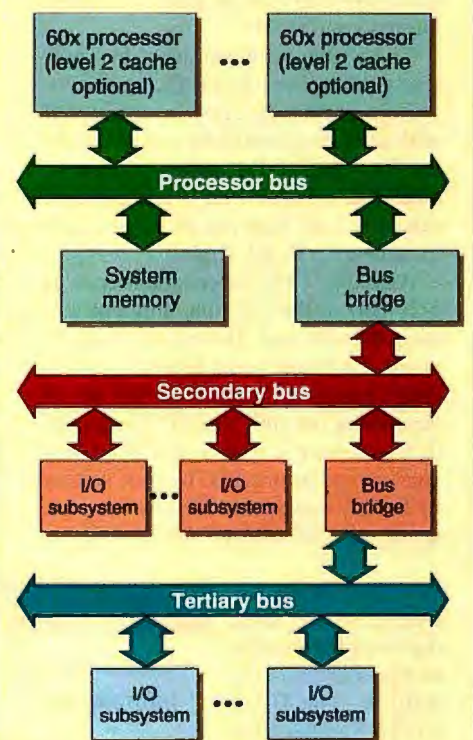 60x processor
(level 2 cache
optional)
•••
60x processor
(level 2 cache
optional)
Processor bus
System
memory
Bus
bridge
Secondary bus
I/O
subsystem
•••
I/O
subsystem
Bus
bridge
Tertiary bus
I/O
subsystem
•••
I/O
subsystem